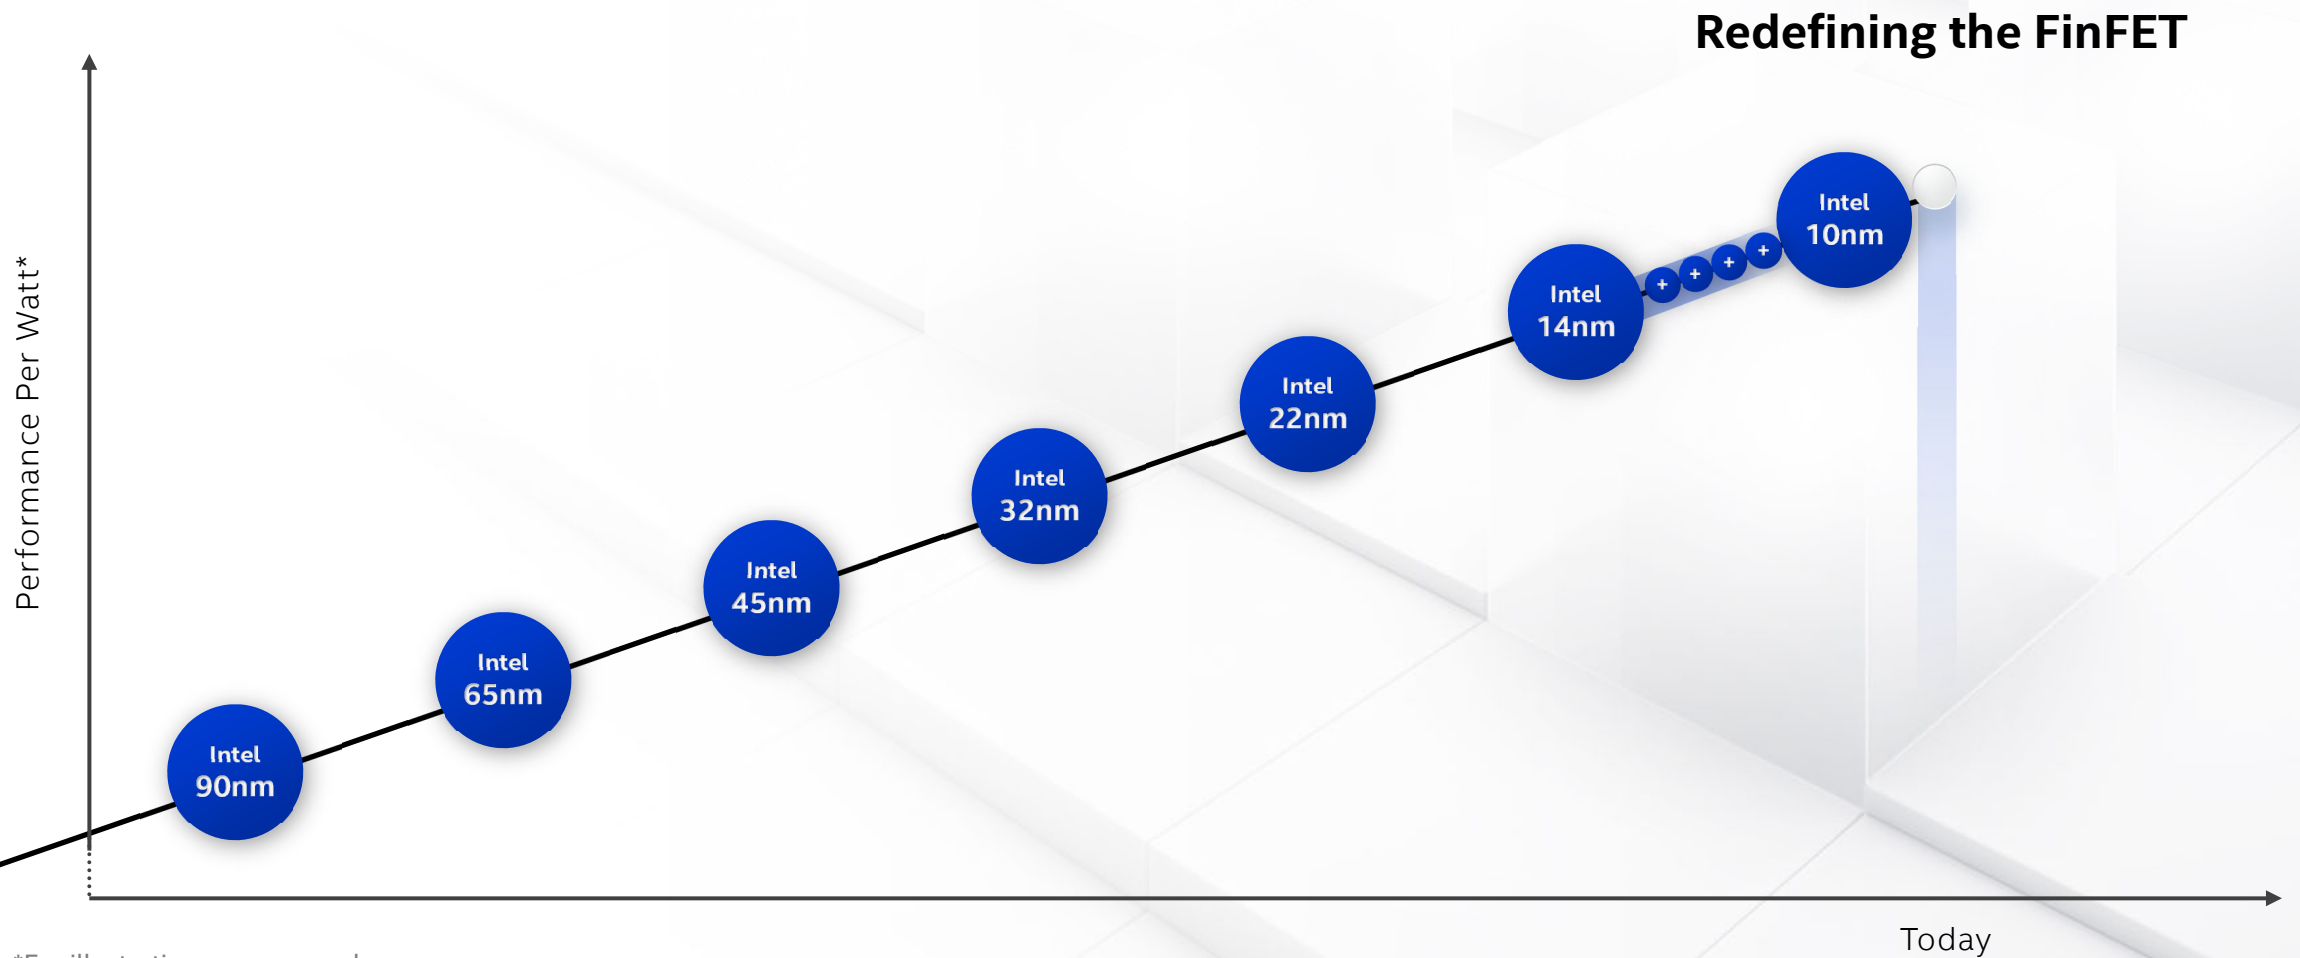 Redefining the FinFET
Performance Per Watt*
Intel
10nm
+
+
+
+
Intel
14nm
Intel
22nm
Intel
32nm
Intel
45nm
Intel
65nm
Intel
90nm
Today